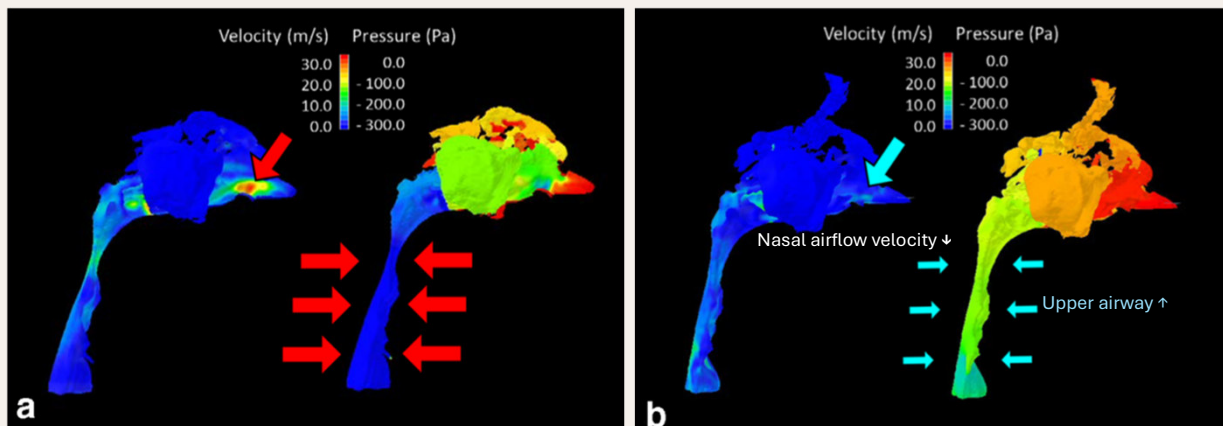 Velocity (m/s) Pressure (Pa)
30.0 0.0
20.0 - 100.0
10.0 - 200.0
0.0 - 300.0
a
Velocity (m/s) Pressure (Pa)
30.0 0.0
20.0 - 100.0
10.0 - 200.0
0.0 - 300.0
Nasal airflow velocity ↓
Upper airway ↑
b